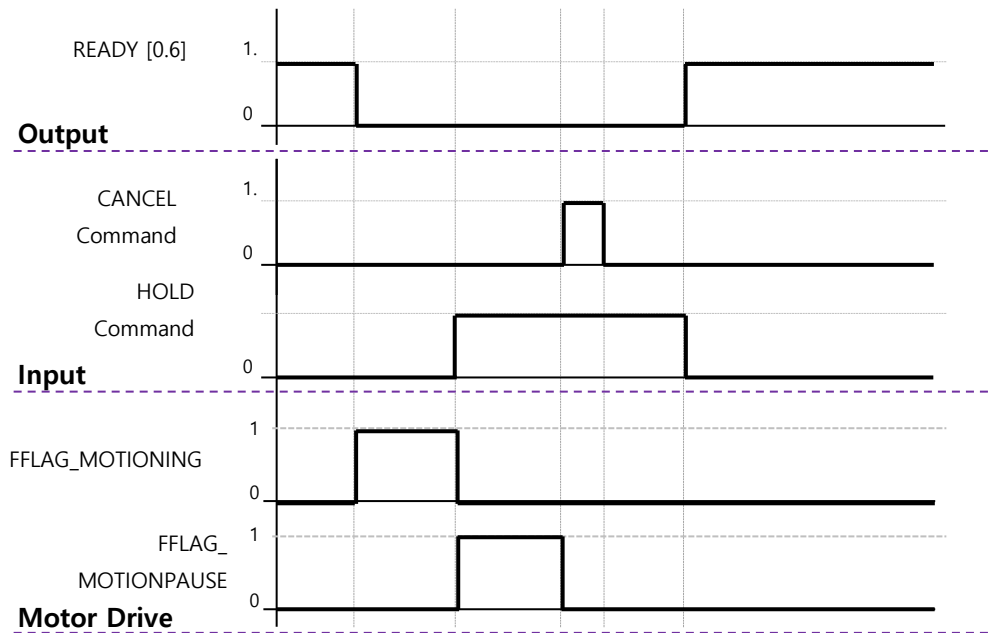 READY [0.6]
1.
0
Output
CANCEL
Command
1.
0
HOLD
Command
0
Input
FFLAG_MOTIONING
1
0
FFLAG_
MOTIONPAUSE
1
0
Motor Drive